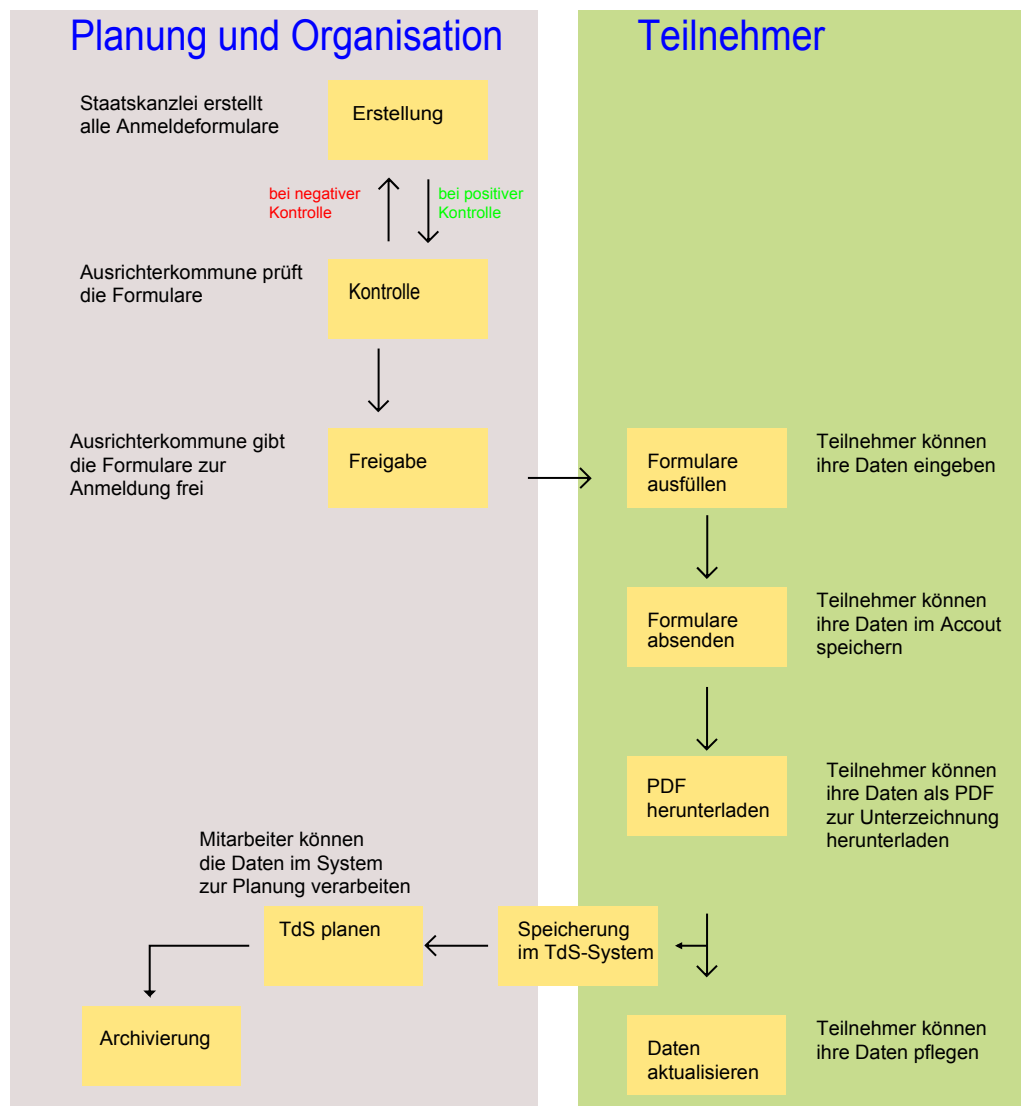 Planung und Organisation
Teilnehmer
Staatskanzlei erstellt
alle Anmeldeformulare
Erstellung
bei negativer
Kontrolle
bei positiver
Kontrolle
Ausrichterkommune prüft
die Formulare
Kontrolle
Ausrichterkommune gibt
die Formulare zur
Anmeldung frei
Freigabe
Formulare
ausfüllen
Teilnehmer können
ihre Daten eingeben
Formulare
absenden
Teilnehmer können
ihre Daten im Accout
speichern
PDF
herunterladen
Teilnehmer können
ihre Daten als PDF
zur Unterzeichnung
herunterladen
Mitarbeiter können
die Daten im System
zur Planung verarbeiten
TdS planen
Speicherung
im TdS-System
Archivierung
Daten
aktualisieren
Teilnehmer können
ihre Daten pflegen